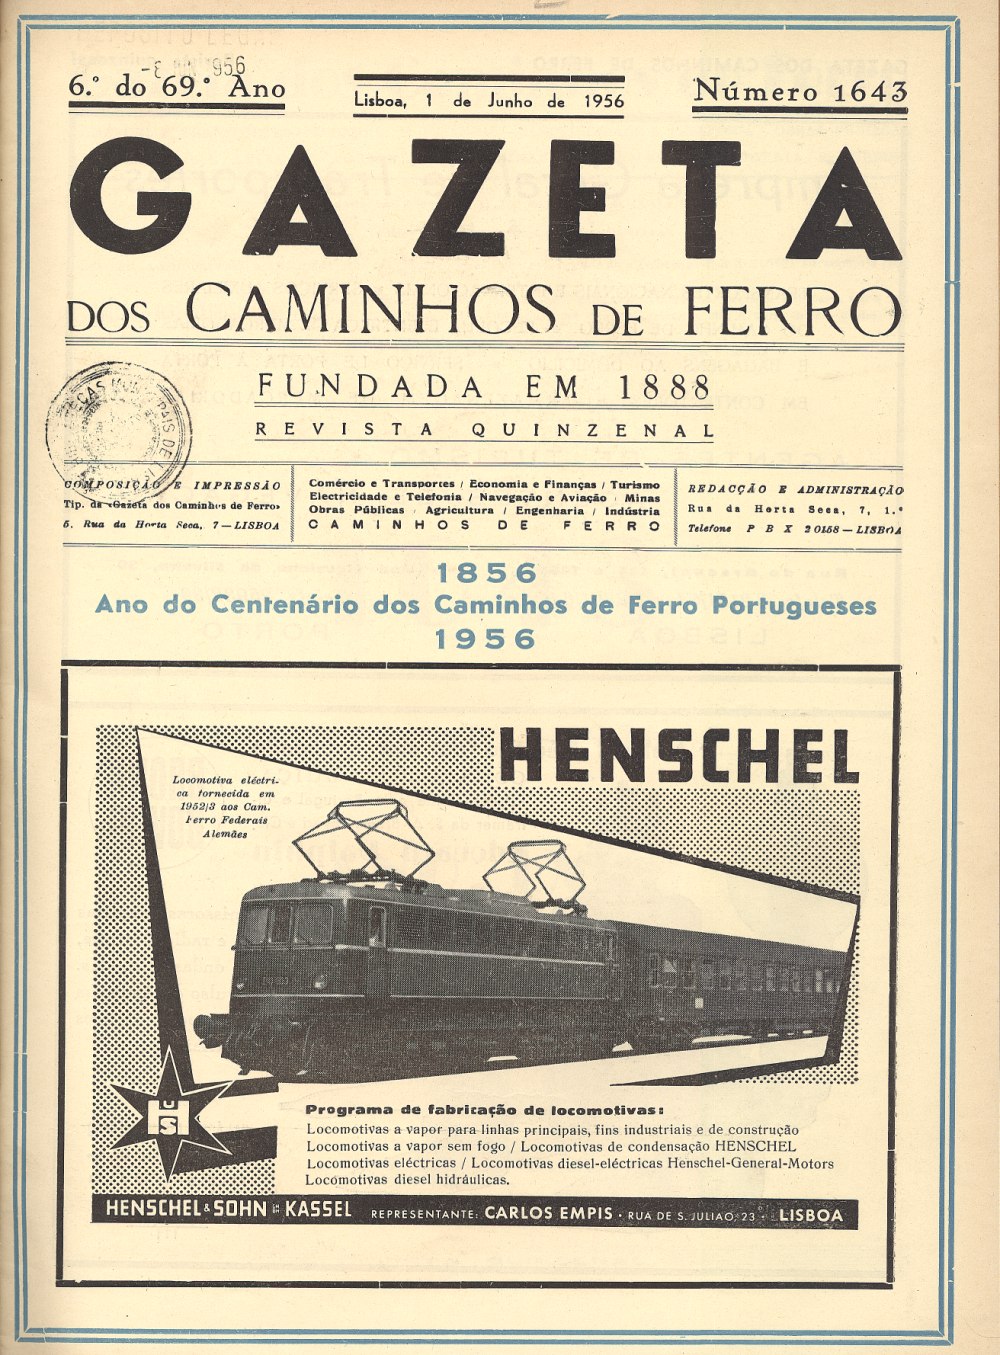 6.º do 69.º Ano
Lisboa, 1 de Junho de 1956
Número 1643
GAZETA
DOS CAMINHOS DE FERRO
FUNDADA EM 1888
REVISTA QUINZENAL
COMPOSIÇÃO E IMPRESSÃO
Tip. da «Gazeta dos Caminhos de Ferro»
5, Rua da Horta Seca, 7 — LISBOA
Comércio e Transportes / Economia e Finanças / Turismo
Electricidade e Telefonia / Navegação e Aviação / Minas
Obras Públicas / Agricultura / Engenharia / Indústria
CAMINHOS DE FERRO
REDACÇÃO E ADMINISTRAÇÃO
Rua da Horta Seca, 7, 1.º
Telefone P B X 20158 — LISBOA
1856
Ano do Centenário dos Caminhos de Ferro Portugueses
1956
HENSCHEL
Locomotiva eléctri-
ca fornecida em
1952/3 aos Cam.
Ferro Federais
Alemães
HUS
Programa de fabricação de locomotivas:
Locomotivas a vapor para linhas principais, fins industriais e de construção
Locomotivas a vapor sem fogo / Locomotivas de condensação HENSCHEL
Locomotivas eléctricas / Locomotivas diesel-eléctricas Henschel-General-Motors
Locomotivas diesel hidráulicas.
HENSCHEL & SOHN KASSEL REPRESENTANTE: CARLOS EMPIS · RUA DE S. JULIAO, 23 · LISBOA